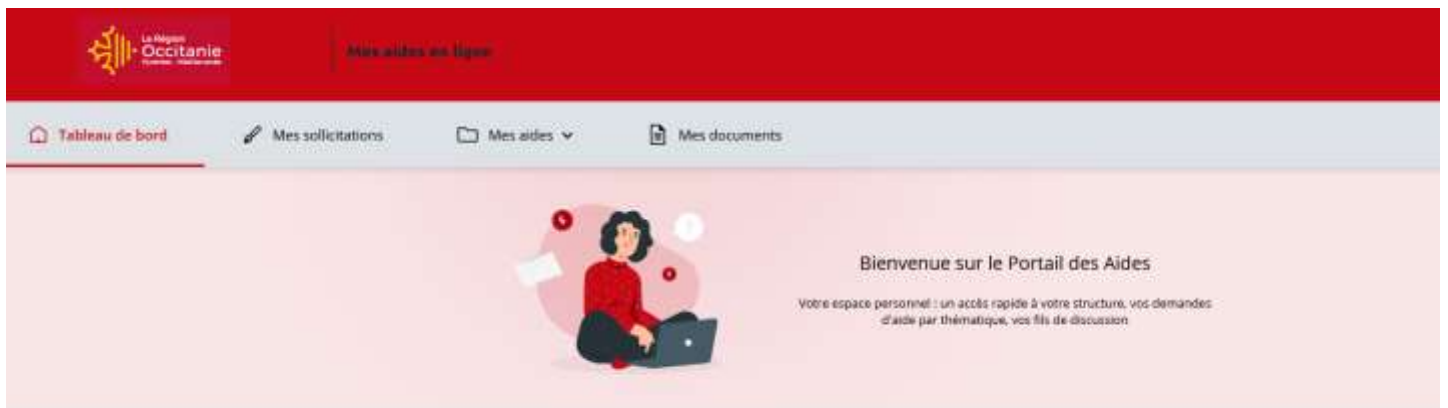 La Région
Occitanie
Pyrénées - Méditerranée
Mes aides en ligne
Tableau de bord
Mes sollicitations
Mes aides
Mes documents
Bienvenue sur le Portail des Aides
Votre espace personnel : un accès rapide à votre structure, vos demandes
d'aide par thématique, vos fils de discussion